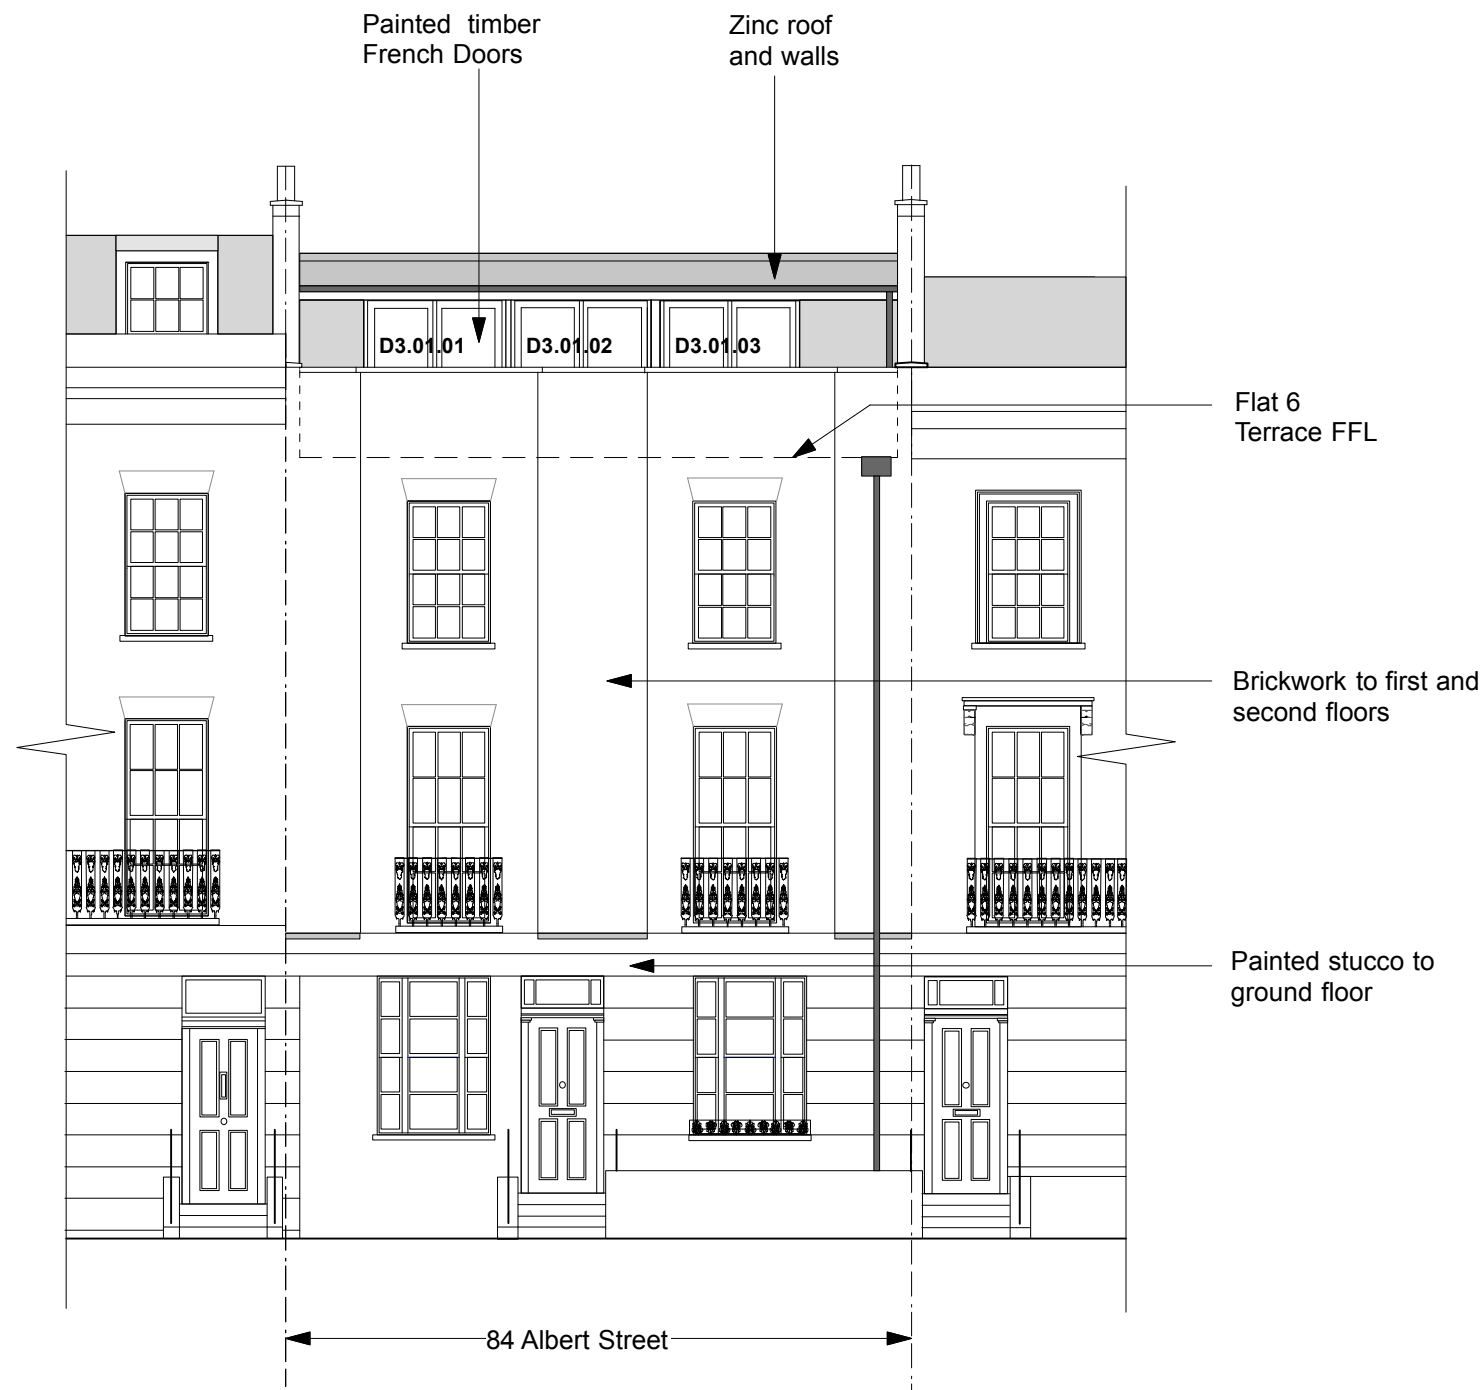 Painted timber
French Doors
Zinc roof
and walls
D3.01.01
D3.01.02
D3.01.03
Flat 6
Terrace FFL
Brickwork to first and
second floors
Painted stucco to
ground floor
84 Albert Street